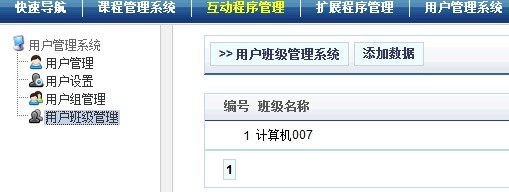 快速导航 课程管理系统 互动程序管理 扩展程序管理 用户管理系统
用户管理系统
用户管理
用户设置
用户组管理
用户班级管理
>> 用户班级管理系统 添加数据
编号 班级名称
1 计算机007
1